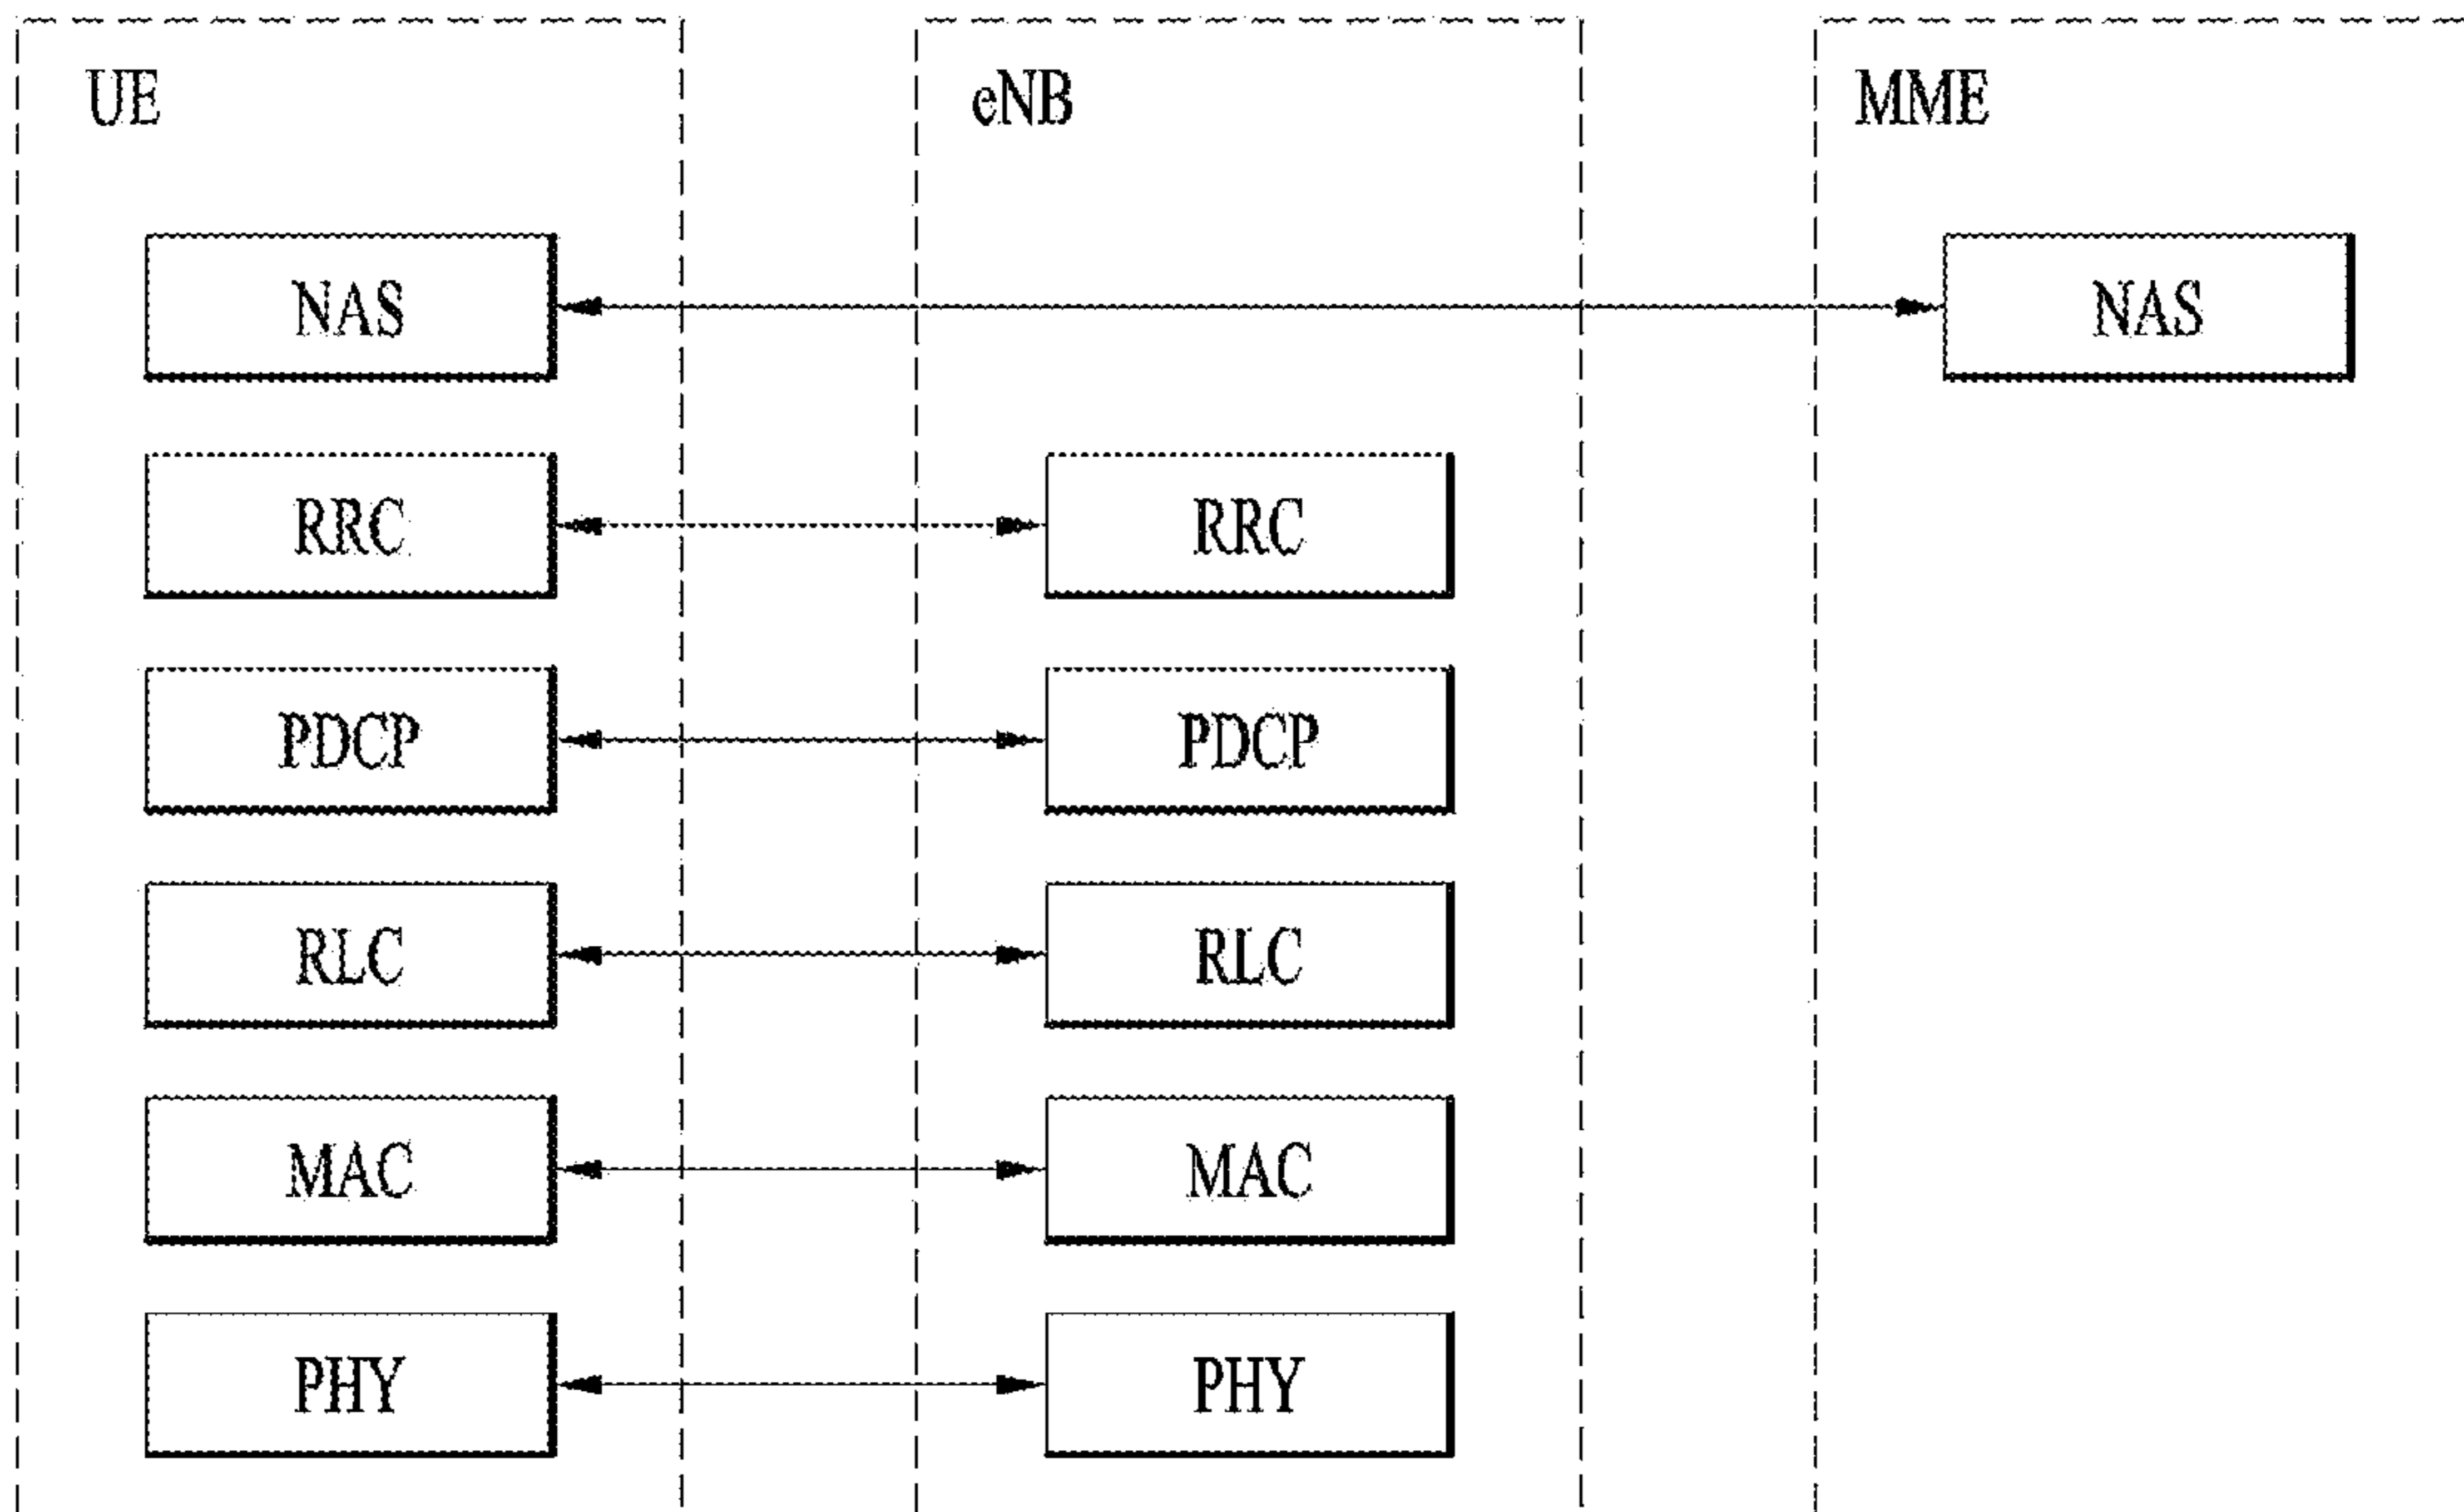 UE eNB MME
NAS NAS
RRC RRC
PDCP PDCP
RLC RLC
MAC MAC
PHY PHY